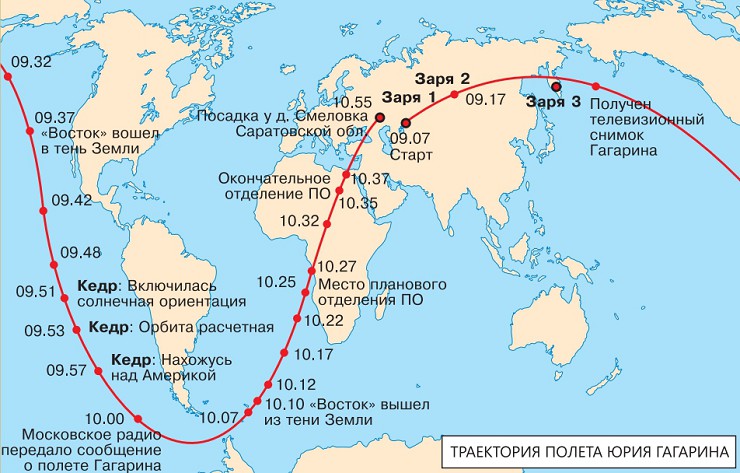 09.32
09.37
«Восток» вошел
в тень Земли
09.42
09.48
09.51
Кедр: Включилась
солнечная ориентация
09.53
Кедр: Орбита расчетная
09.57
Кедр: Нахожусь
над Америкой
10.00
Московское радио
передало сообщение
о полете Гагарина
10.07
10.10 «Восток» вышел
из тени Земли
10.12
10.17
10.22
10.25
10.27
Место планового
отделения ПО
10.32
10.35
10.37
Окончательное
отделение ПО
10.55
Посадка у д. Смеловка
Саратовской обл.
Заря 1
09.07
Старт
Заря 2
09.17
Заря 3
Получен
телевизионный
снимок
Гагарина
ТРАЕКТОРИЯ ПОЛЕТА ЮРИЯ ГАГАРИНА